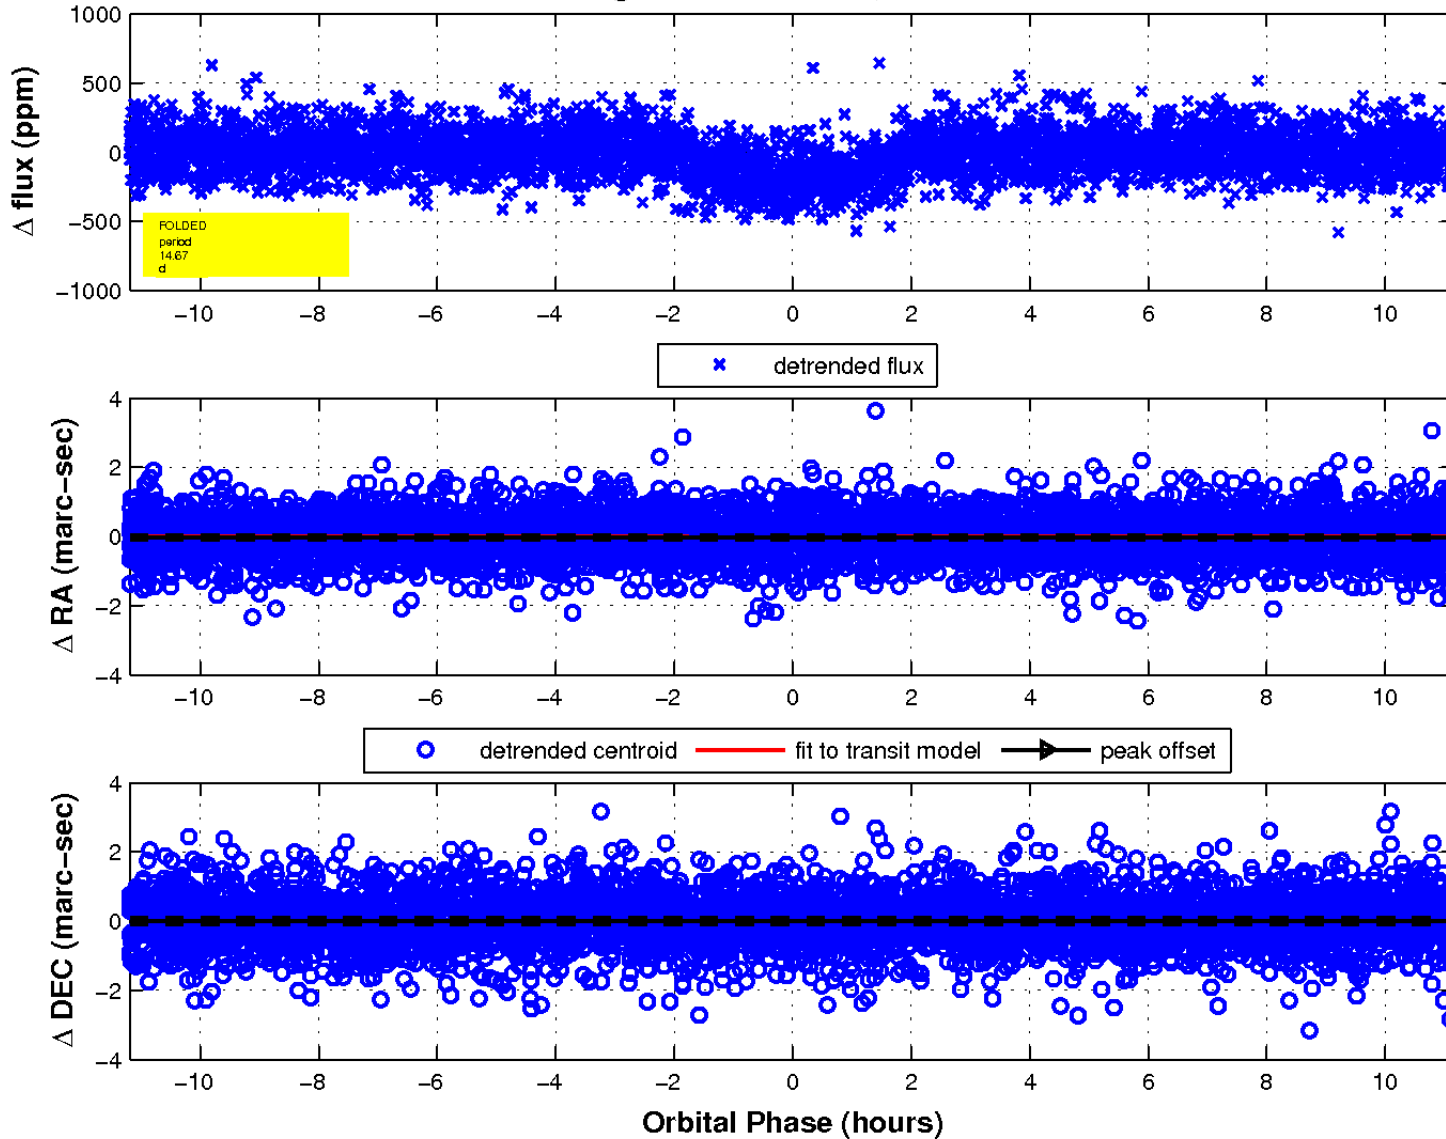 1000
500
0
−500
−1000
Δ flux (ppm)
FOLDED
period
14.67
d
−10 −8 −6 −4 −2 0 2 4 6 8 10
detrended flux
4
2
0
−2
−4
Δ RA (marc−sec)
−10 −8 −6 −4 −2 0 2 4 6 8 10
detrended centroid fit to transit model peak offset
4
2
0
−2
−4
Δ DEC (marc−sec)
−10 −8 −6 −4 −2 0 2 4 6 8 10
Orbital Phase (hours)